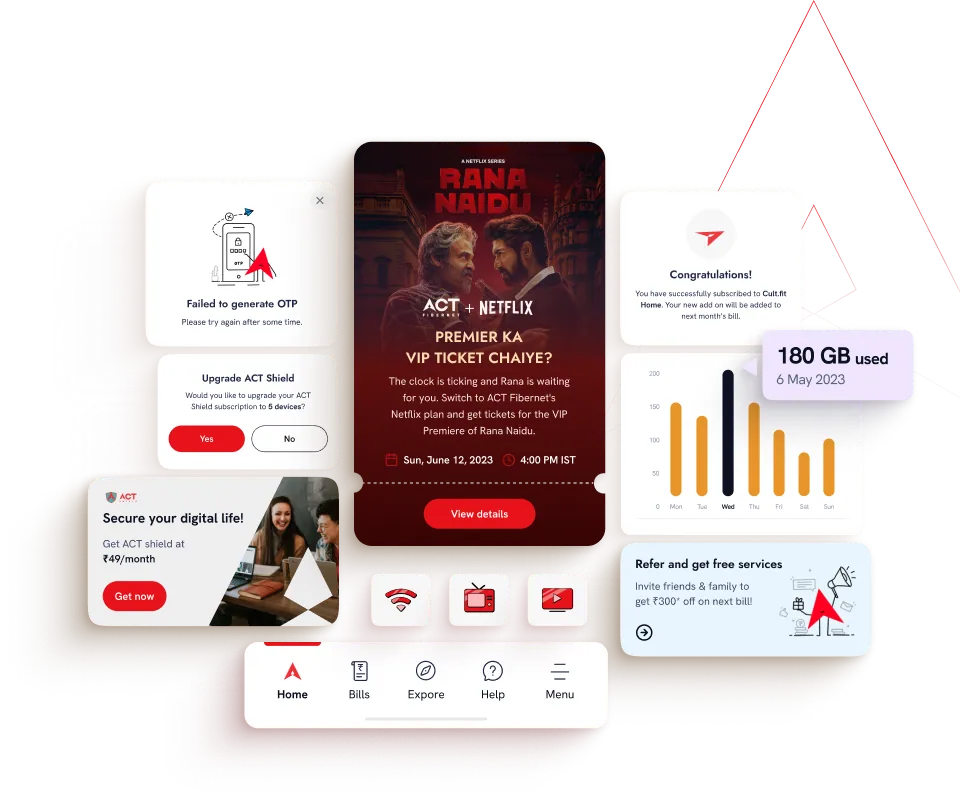 OTP
Failed to generate OTP
Please try again after some time.
Upgrade ACT Shield
Would you like to upgrade your ACT
Shield subscription to 5 devices?
Yes
No
ACT
Secure your digital life!
Get ACT shield at
₹49/month
Get now
A NETFLIX SERIES
RANA
NAIDU
ACT + NETFLIX
FIBERNET
PREMIER KA
VIP TICKET CHAIYE?
The clock is ticking and Rana is waiting
for you. Switch to ACT Fibernet's
Netflix plan and get tickets for the VIP
Premiere of Rana Naidu.
Sun, June 12, 2023
4:00 PM IST
View details
Congratulations!
You have successfully subscribed to Cult.fit
Home. Your new add on will be added to
next month's bill.
180 GB used
6 May 2023
200
150
100
50
0
Mon Tue Wed Thu Fri Sat Sun
Refer and get free services
Invite friends & family to
get ₹300* off on next bill!
Home Bills Expore Help Menu